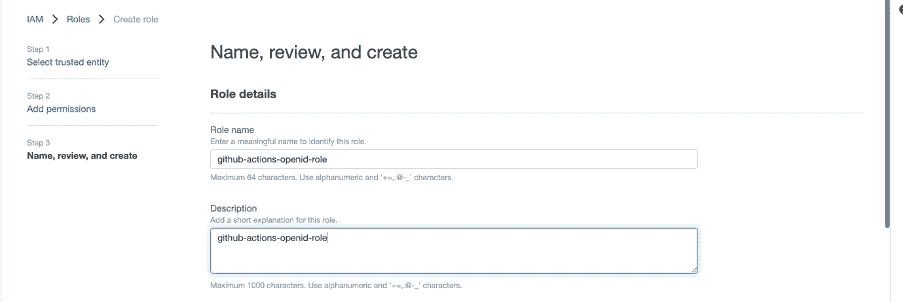 IAM > Roles > Create role
Step 1
Select trusted entity
Step 2
Add permissions
Step 3
Name, review, and create
Name, review, and create
Role details
Role name
Enter a meaningful name to identify this role.
github-actions-openid-role
Maximum 64 characters. Use alphanumeric and '+=,.@-_' characters.
Description
Add a short explanation for this role.
github-actions-openid-role
Maximum 1000 characters. Use alphanumeric and '+=,.@-_' characters.